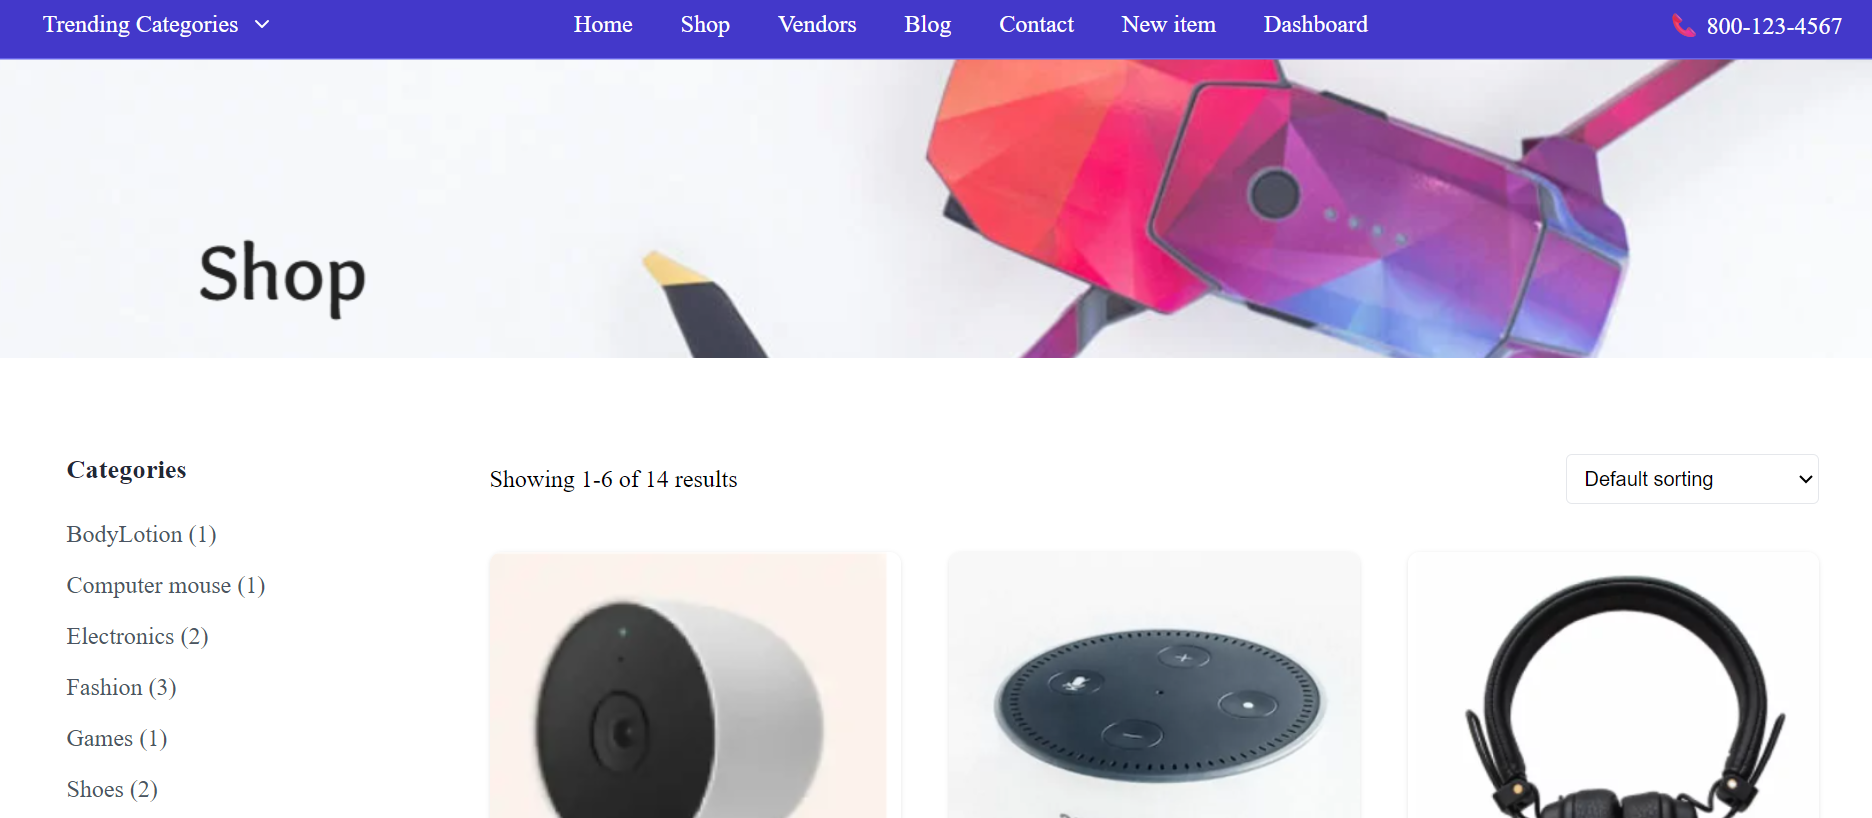 Trending Categories
Home Shop Vendors Blog Contact New item Dashboard
800-123-4567
Shop
Categories
BodyLotion (1)
Computer mouse (1)
Electronics (2)
Fashion (3)
Games (1)
Shoes (2)
Showing 1-6 of 14 results
Default sorting